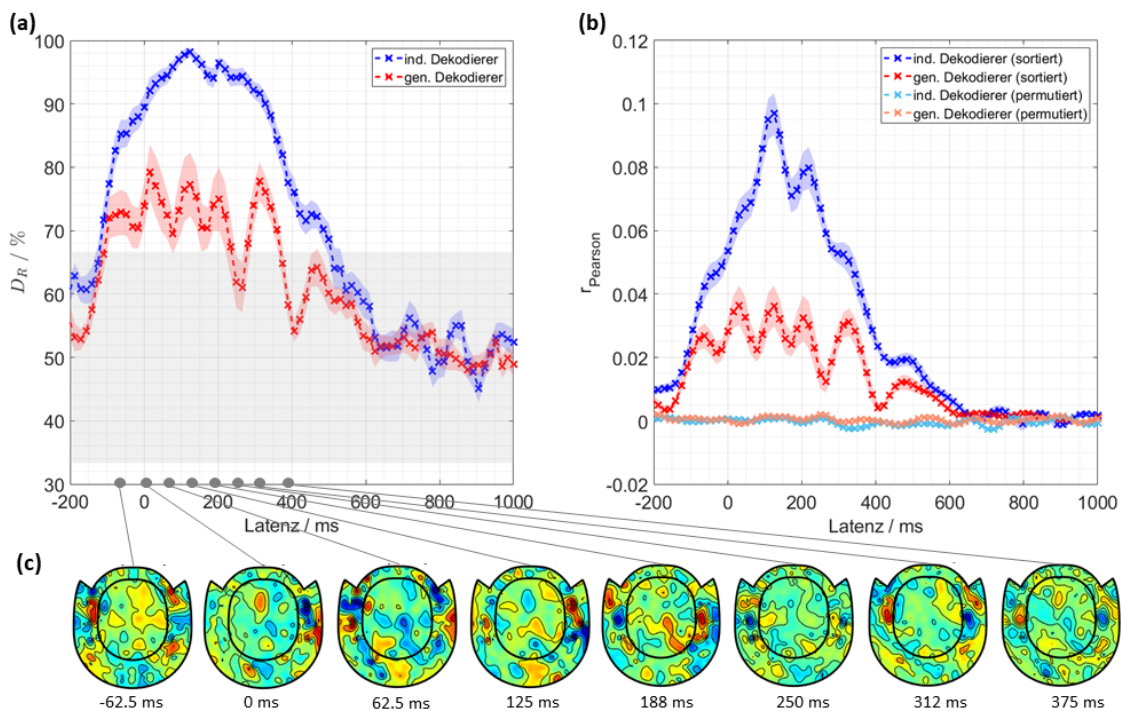 (a)
(b)
100
90
80
70
60
50
40
30
D_R / %
ind. Dekodierer
gen. Dekodierer
-200
0
200
400
600
800
1000
Latenz / ms
0.12
0.1
0.08
0.06
0.04
0.02
0
-0.02
r_Pearson
ind. Dekodierer (sortiert)
gen. Dekodierer (sortiert)
ind. Dekodierer (permutiert)
gen. Dekodierer (permutiert)
-200
0
200
400
600
800
1000
Latenz / ms
(c)
-62.5 ms
0 ms
62.5 ms
125 ms
188 ms
250 ms
312 ms
375 ms